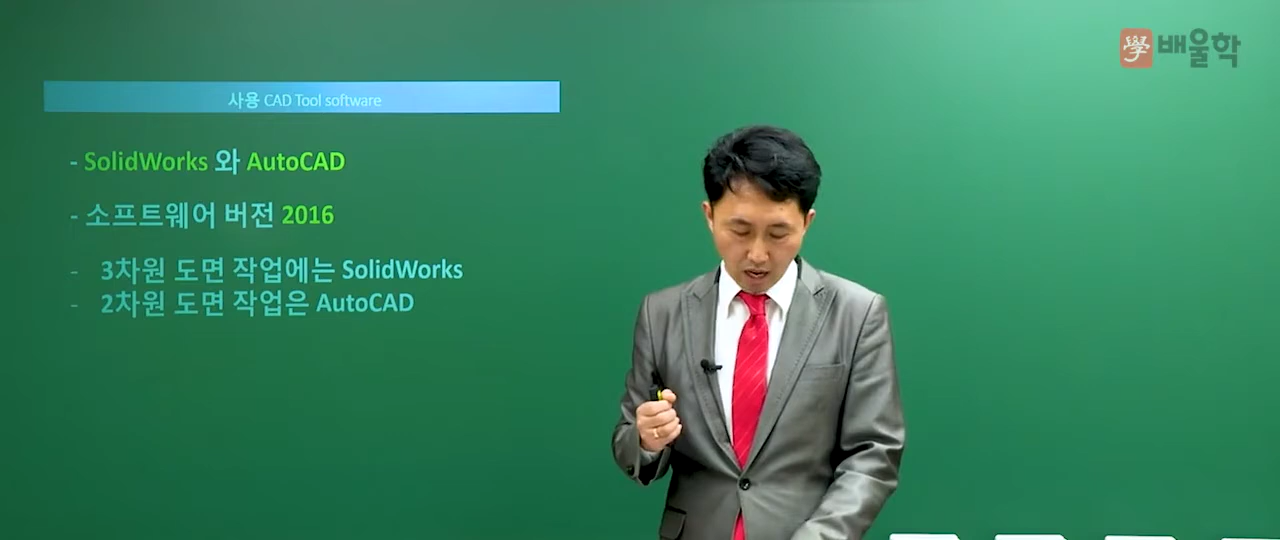 學 배울학
사용 CAD Tool software
- SolidWorks 와 AutoCAD
- 소프트웨어 버전 2016
- 3차원 도면 작업에는 SolidWorks
- 2차원 도면 작업은 AutoCAD